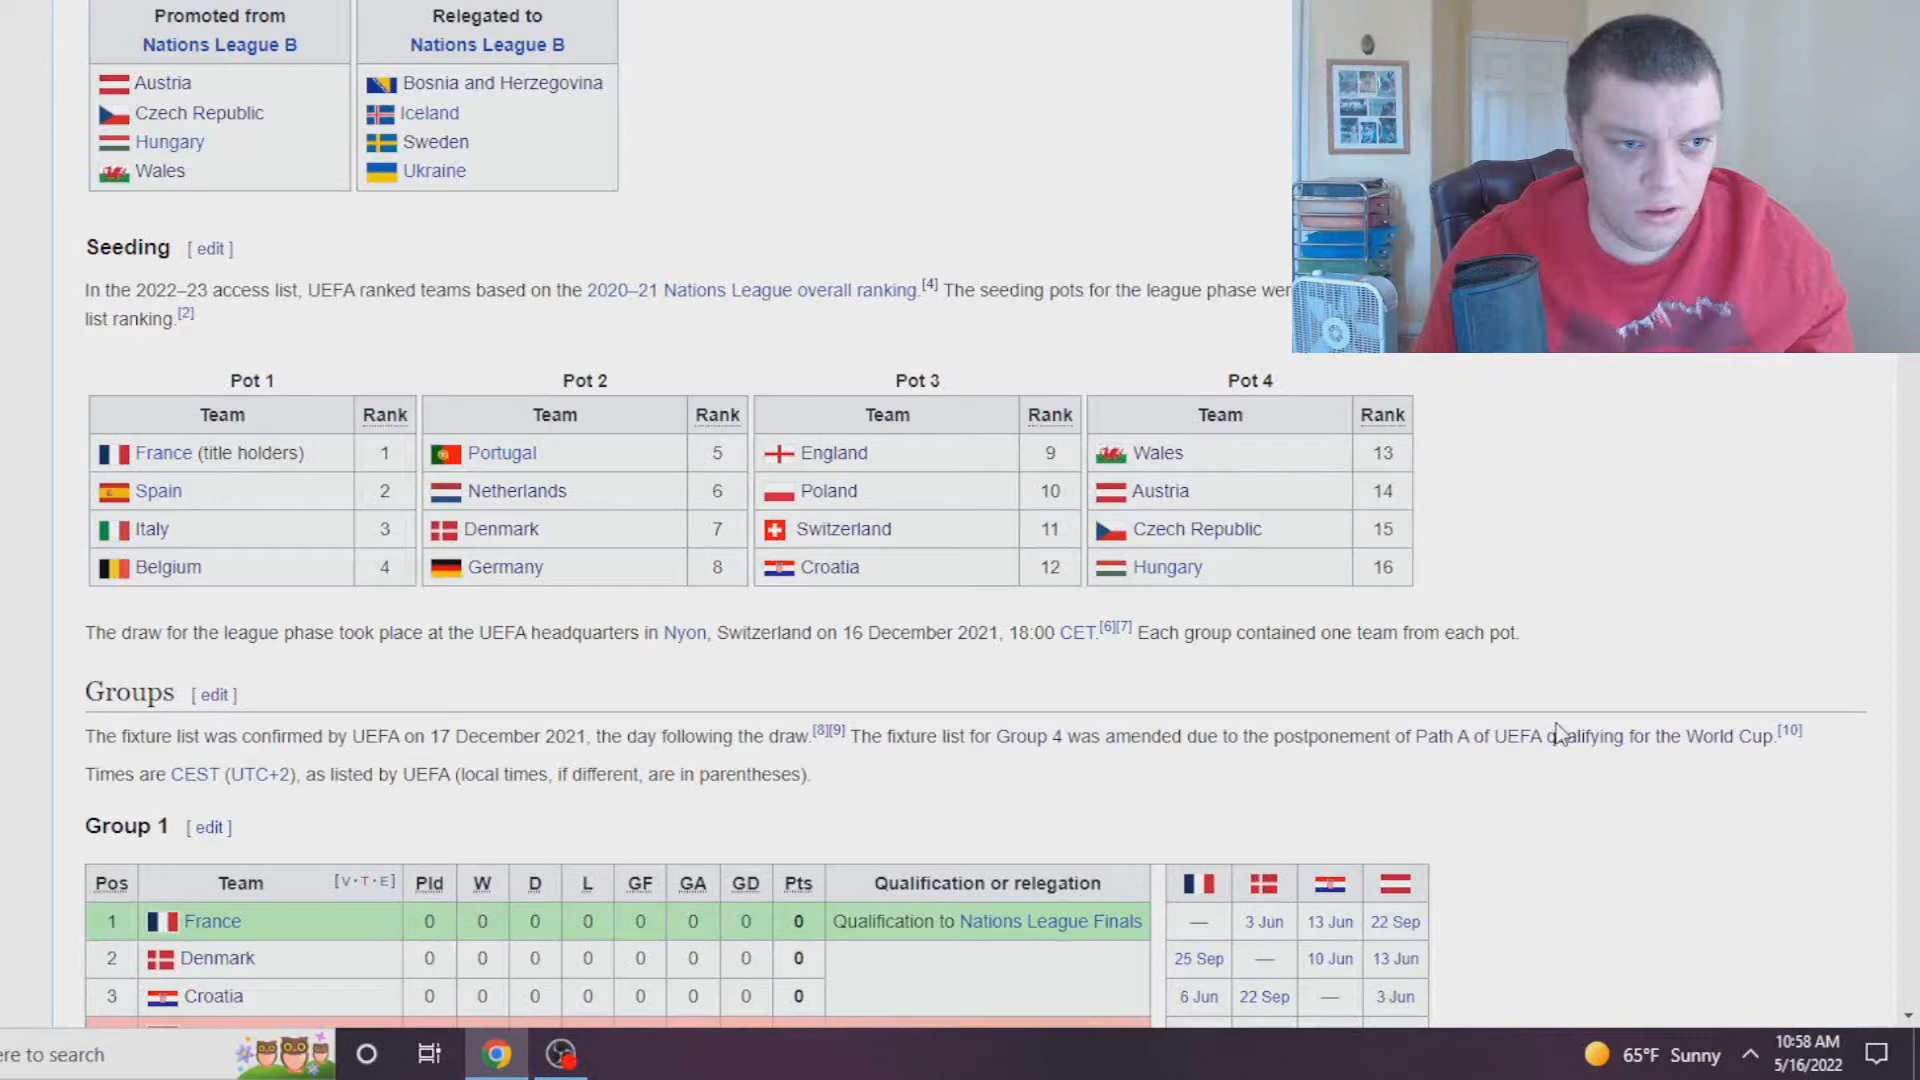 Promoted from Nations League B
Relegated to Nations League B
Austria
Czech Republic
Hungary
Wales
Bosnia and Herzegovina
Iceland
Sweden
Ukraine
Seeding [ edit ]
In the 2022–23 access list, UEFA ranked teams based on the 2020–21 Nations League overall ranking.[4] The seeding pots for the league phase wer
list ranking.[2]
Pot 1 Pot 2 Pot 3 Pot 4
Team Rank Team Rank Team Rank Team Rank
France (title holders) 1 Portugal 5 England 9 Wales 13
Spain 2 Netherlands 6 Poland 10 Austria 14
Italy 3 Denmark 7 Switzerland 11 Czech Republic 15
Belgium 4 Germany 8 Croatia 12 Hungary 16
The draw for the league phase took place at the UEFA headquarters in Nyon, Switzerland on 16 December 2021, 18:00 CET.[6][7] Each group contained one team from each pot.
Groups [ edit ]
The fixture list was confirmed by UEFA on 17 December 2021, the day following the draw.[8][9] The fixture list for Group 4 was amended due to the postponement of Path A of UEFA qualifying for the World Cup.[10]
Times are CEST (UTC+2), as listed by UEFA (local times, if different, are in parentheses).
Group 1 [ edit ]
Pos Team [V·T·E] Pld W D L GF GA GD Pts Qualification or relegation
1 France 0 0 0 0 0 0 0 0 Qualification to Nations League Finals — 3 Jun 13 Jun 22 Sep
2 Denmark 0 0 0 0 0 0 0 0 25 Sep — 10 Jun 13 Jun
3 Croatia 0 0 0 0 0 0 0 0 6 Jun 22 Sep — 3 Jun
ere to search
65°F Sunny
10:58 AM
5/16/2022